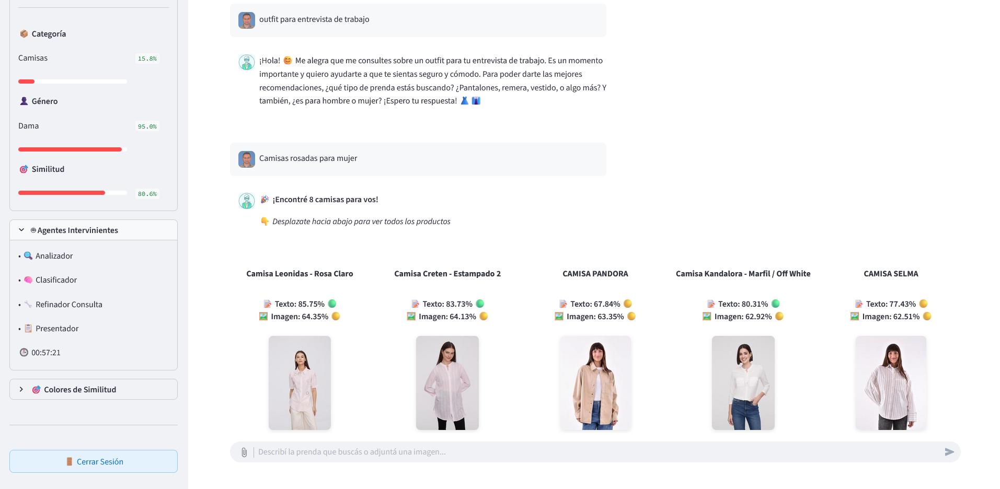 Categoría
Camisas 15.8%
Género
Dama 95.0%
Similitud
80.6%
Agentes Intervinientes
• Analizador
• Clasificador
• Refinador Consulta
• Presentador
00:57:21
Colores de Similitud
Cerrar Sesión
outfit para entrevista de trabajo
¡Hola! 😊 Me alegra que me consultes sobre un outfit para tu entrevista de trabajo. Es un momento
importante y quiero ayudarte a que te sientas seguro y cómodo. Para poder darte las mejores
recomendaciones, ¿qué tipo de prenda estás buscando? ¿Pantalones, remera, vestido, o algo más? Y
también, ¿es para hombre o mujer? ¡Espero tu respuesta! 👗 👔
Camisas rosadas para mujer
🎉 ¡Encontré 8 camisas para vos!
👇 Desplazate hacia abajo para ver todos los productos
Camisa Leonidas - Rosa Claro
Texto: 85.75%
Imagen: 64.35%
Camisa Creten - Estampado 2
Texto: 83.73%
Imagen: 64.13%
CAMISA PANDORA
Texto: 67.84%
Imagen: 63.35%
Camisa Kandalora - Marfil / Off White
Texto: 80.31%
Imagen: 62.92%
CAMISA SELMA
Texto: 77.43%
Imagen: 62.51%
Describí la prenda que buscás o adjuntá una imagen...